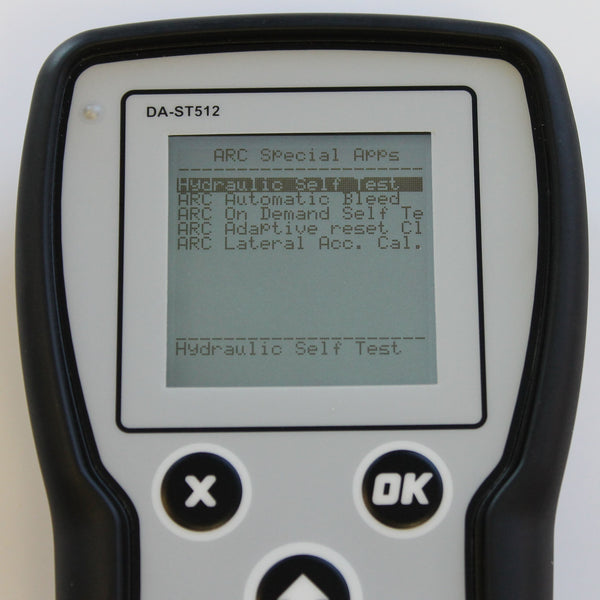 DA-ST512
ARC Special Apps
Hydraulic Self Test
ARC Automatic Bleed
ARC On Demand Self Te
ARC Adaptive reset Cl
ARC Lateral Acc. Cal.
Hydraulic Self Test
X OK